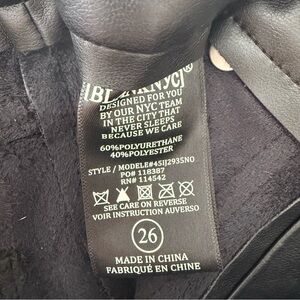 [BLANKNYC]®
DESIGNED FOR YOU
BY OUR NYC TEAM
IN THE CITY THAT
NEVER SLEEPS
BECAUSE WE CARE
60%POLYURETHANE
40%POLYESTER
STYLE / MODELE#45IJ2935NO
PO# 118387
RN# 114542
SEE CARE ON REVERSE
VOIR INSTRUCTION AUVERSO
26
MADE IN CHINA
FABRIQUÉ EN CHINE